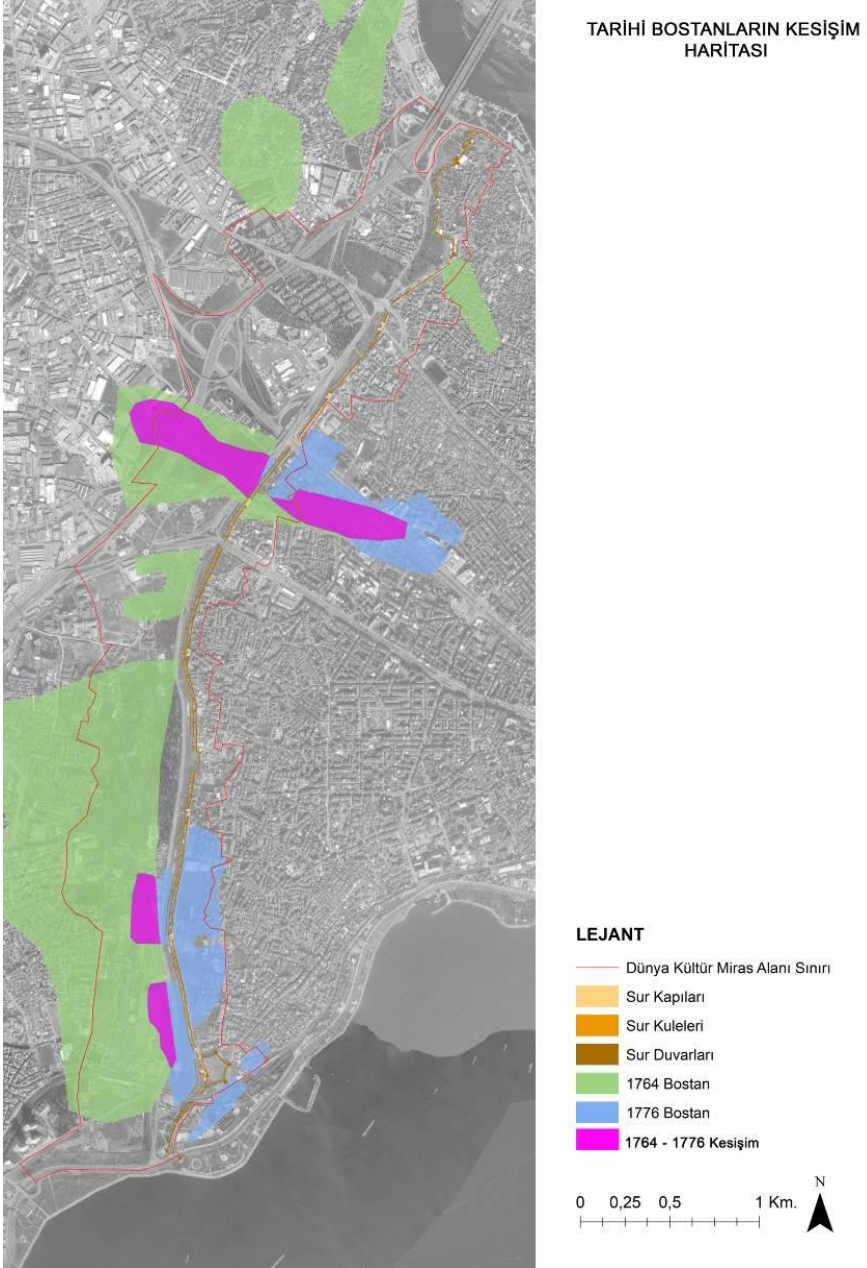 TARİHİ BOSTANLARIN KESİŞİM
HARİTASI
LEJANT
Dünya Kültür Miras Alanı Sınırı
Sur Kapıları
Sur Kuleleri
Sur Duvarları
1764 Bostan
1776 Bostan
1764 - 1776 Kesişim
N
0 0,25 0,5 1 Km.